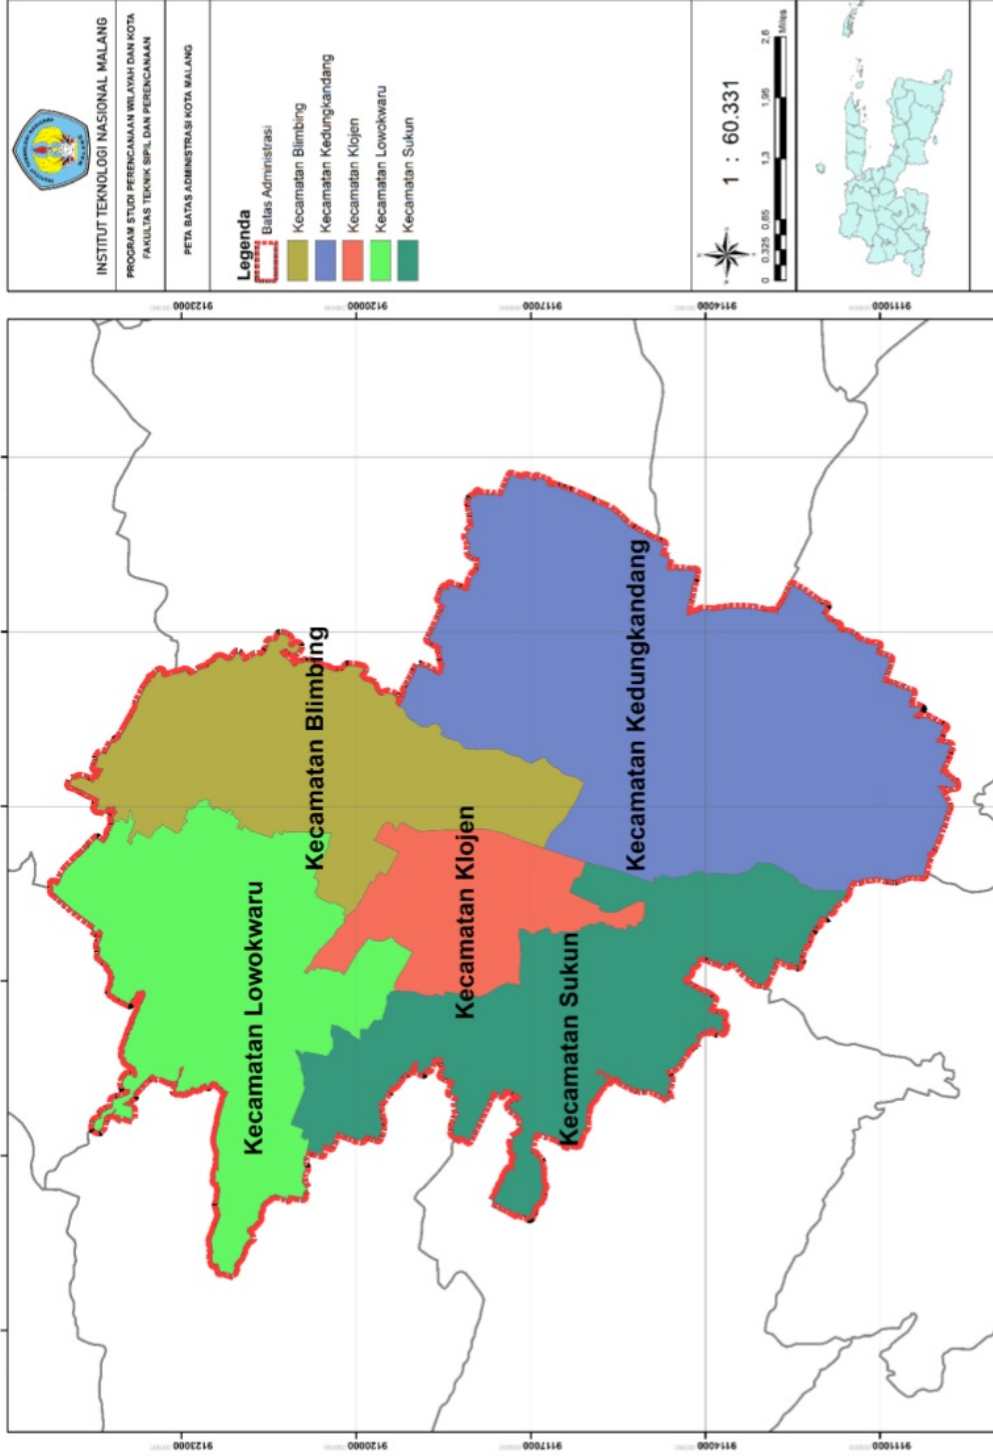 INSTITUT TEKNOLOGI NASIONAL MALANG
PROGRAM STUDI PERENCANAAN WILAYAH DAN KOTA
FAKULTAS TEKNIK SIPIL DAN PERENCANAAN
PETA BATAS ADMINISTRASI KOTA MALANG
Legenda
Batas Administrasi
Kecamatan Blimbing
Kecamatan Kedungkandang
Kecamatan Klojen
Kecamatan Lowokwaru
Kecamatan Sukun
1 : 60.331
0 0.325 0.65 1.3 1.95 2.6
Miles
Kecamatan Lowokwaru
Kecamatan Blimbing
Kecamatan Klojen
Kecamatan Sukun
Kecamatan Kedungkandang
9123000
9120000
9117000
9114000
9111000
9123000
9120000
9117000
9114000
9111000